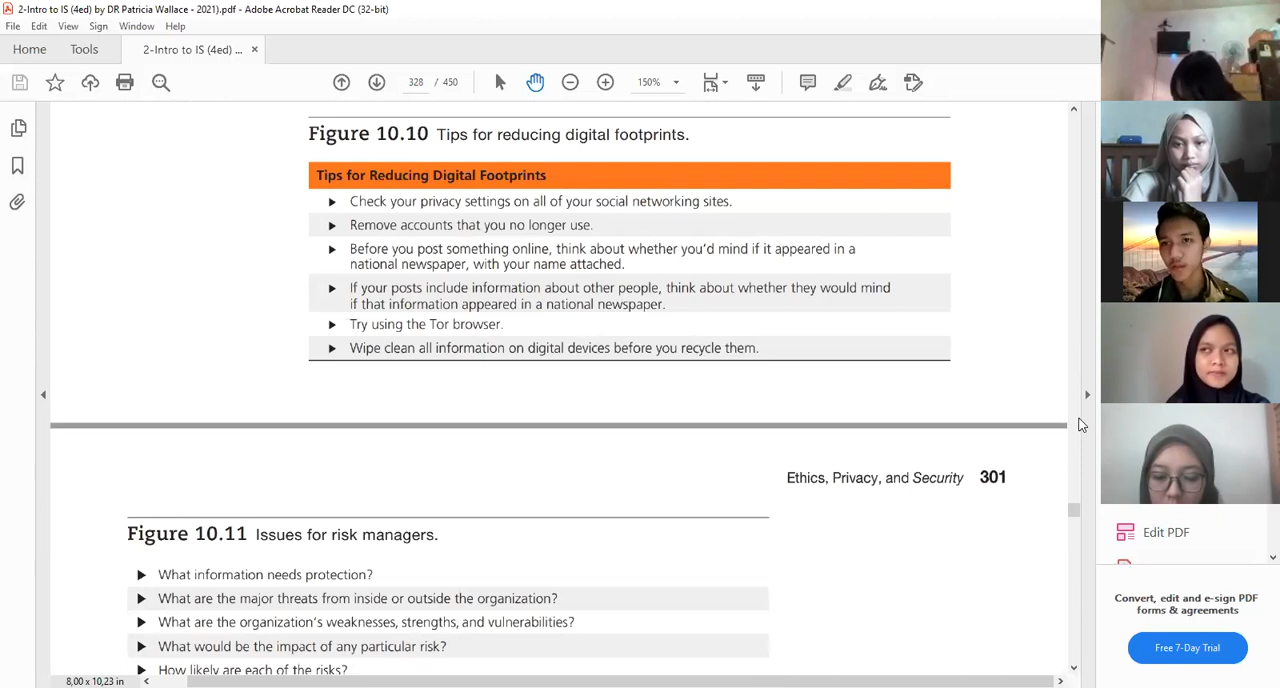 2-Intro to IS (4ed) by DR Patricia Wallace - 2021).pdf - Adobe Acrobat Reader DC (32-bit)
File Edit View Sign Window Help
Home Tools 2-Intro to IS (4ed) ... ×
328 / 450 150%
Figure 10.10 Tips for reducing digital footprints.
Tips for Reducing Digital Footprints
▶ Check your privacy settings on all of your social networking sites.
▶ Remove accounts that you no longer use.
▶ Before you post something online, think about whether you'd mind if it appeared in a
national newspaper, with your name attached.
▶ If your posts include information about other people, think about whether they would mind
if that information appeared in a national newspaper.
▶ Try using the Tor browser.
▶ Wipe clean all information on digital devices before you recycle them.
Ethics, Privacy, and Security 301
Figure 10.11 Issues for risk managers.
▶ What information needs protection?
▶ What are the major threats from inside or outside the organization?
▶ What are the organization's weaknesses, strengths, and vulnerabilities?
▶ What would be the impact of any particular risk?
▶ How likely are each of the risks?
8,00 x 10,23 in
Edit PDF
Convert, edit and e-sign PDF
forms & agreements
Free 7-Day Trial